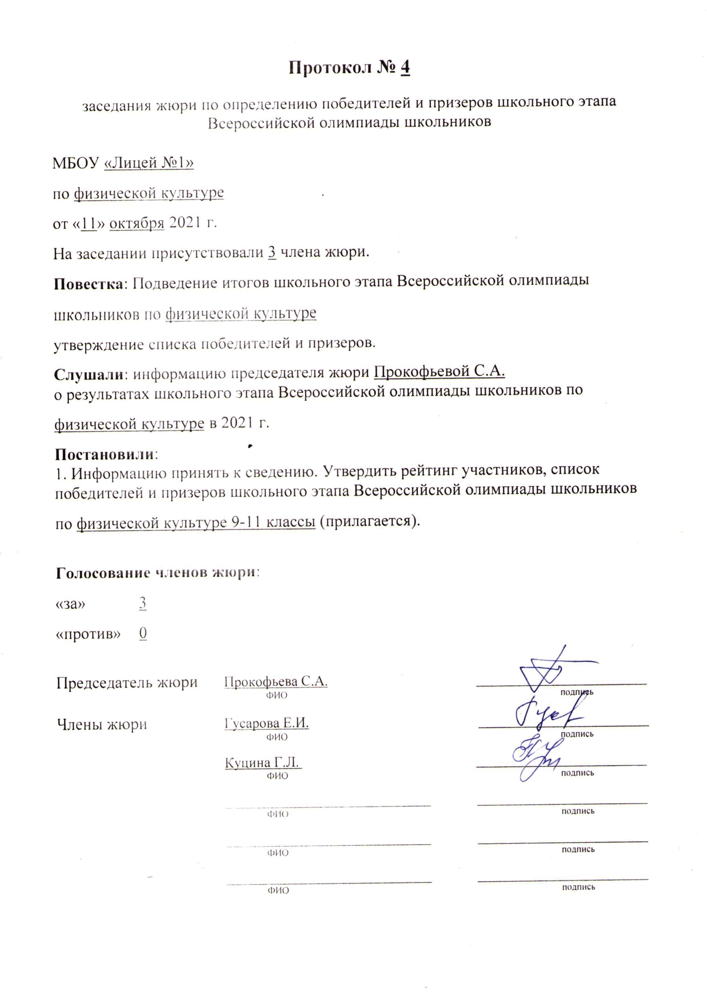 Протокол № 4
заседания жюри по определению победителей и призеров школьного этапа
Всероссийской олимпиады школьников
МБОУ «Лицей №1»
по физической культуре
от «11» октября 2021 г.
На заседании присутствовали 3 члена жюри.
Повестка: Подведение итогов школьного этапа Всероссийской олимпиады
школьников по физической культуре
утверждение списка победителей и призеров.
Слушали: информацию председателя жюри Прокофьевой С.А.
о результатах школьного этапа Всероссийской олимпиады школьников по
физической культуре в 2021 г.
Постановили:
1. Информацию принять к сведению. Утвердить рейтинг участников, список
победителей и призеров школьного этапа Всероссийской олимпиады школьников
по физической культуре 9-11 классы (прилагается).
Голосование членов жюри:
«за» 3
«против» 0
Председатель жюри Прокофьева С.А.
ФИО подпись
Члены жюри Гусарова Е.И.
ФИО подпись
Куцина Г.Л.
ФИО подпись
ФИО подпись
ФИО подпись
ФИО подпись